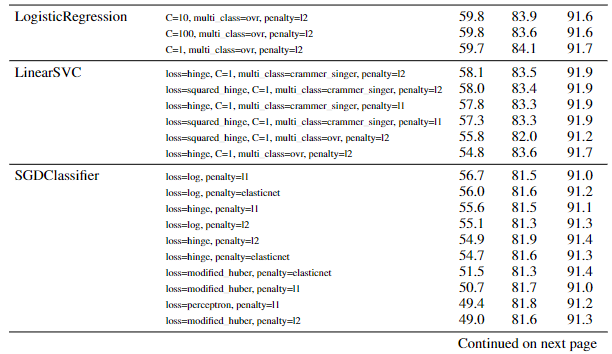 LogisticRegression C=10, multi_class=ovr, penalty=l2 59.8 83.9 91.6
C=100, multi_class=ovr, penalty=l2 59.8 83.6 91.6
C=1, multi_class=ovr, penalty=l2 59.7 84.1 91.7
LinearSVC loss=hinge, C=1, multi_class=crammer_singer, penalty=l2 58.1 83.5 91.9
loss=squared_hinge, C=1, multi_class=crammer_singer, penalty=l2 58.0 83.4 91.9
loss=hinge, C=1, multi_class=crammer_singer, penalty=l1 57.8 83.3 91.9
loss=squared_hinge, C=1, multi_class=crammer_singer, penalty=l1 57.3 83.3 91.9
loss=squared_hinge, C=1, multi_class=ovr, penalty=l2 55.8 82.0 91.2
loss=hinge, C=1, multi_class=ovr, penalty=l2 54.8 83.6 91.7
SGDClassifier loss=log, penalty=l1 56.7 81.5 91.0
loss=log, penalty=elasticnet 56.0 81.6 91.2
loss=hinge, penalty=l1 55.6 81.5 91.1
loss=log, penalty=l2 55.1 81.3 91.3
loss=hinge, penalty=l2 54.9 81.9 91.4
loss=hinge, penalty=elasticnet 54.7 81.6 91.3
loss=modified_huber, penalty=elasticnet 51.5 81.3 91.4
loss=modified_huber, penalty=l1 50.7 81.7 91.0
loss=perceptron, penalty=l1 49.4 81.8 91.2
loss=modified_huber, penalty=l2 49.0 81.6 91.3
Continued on next page